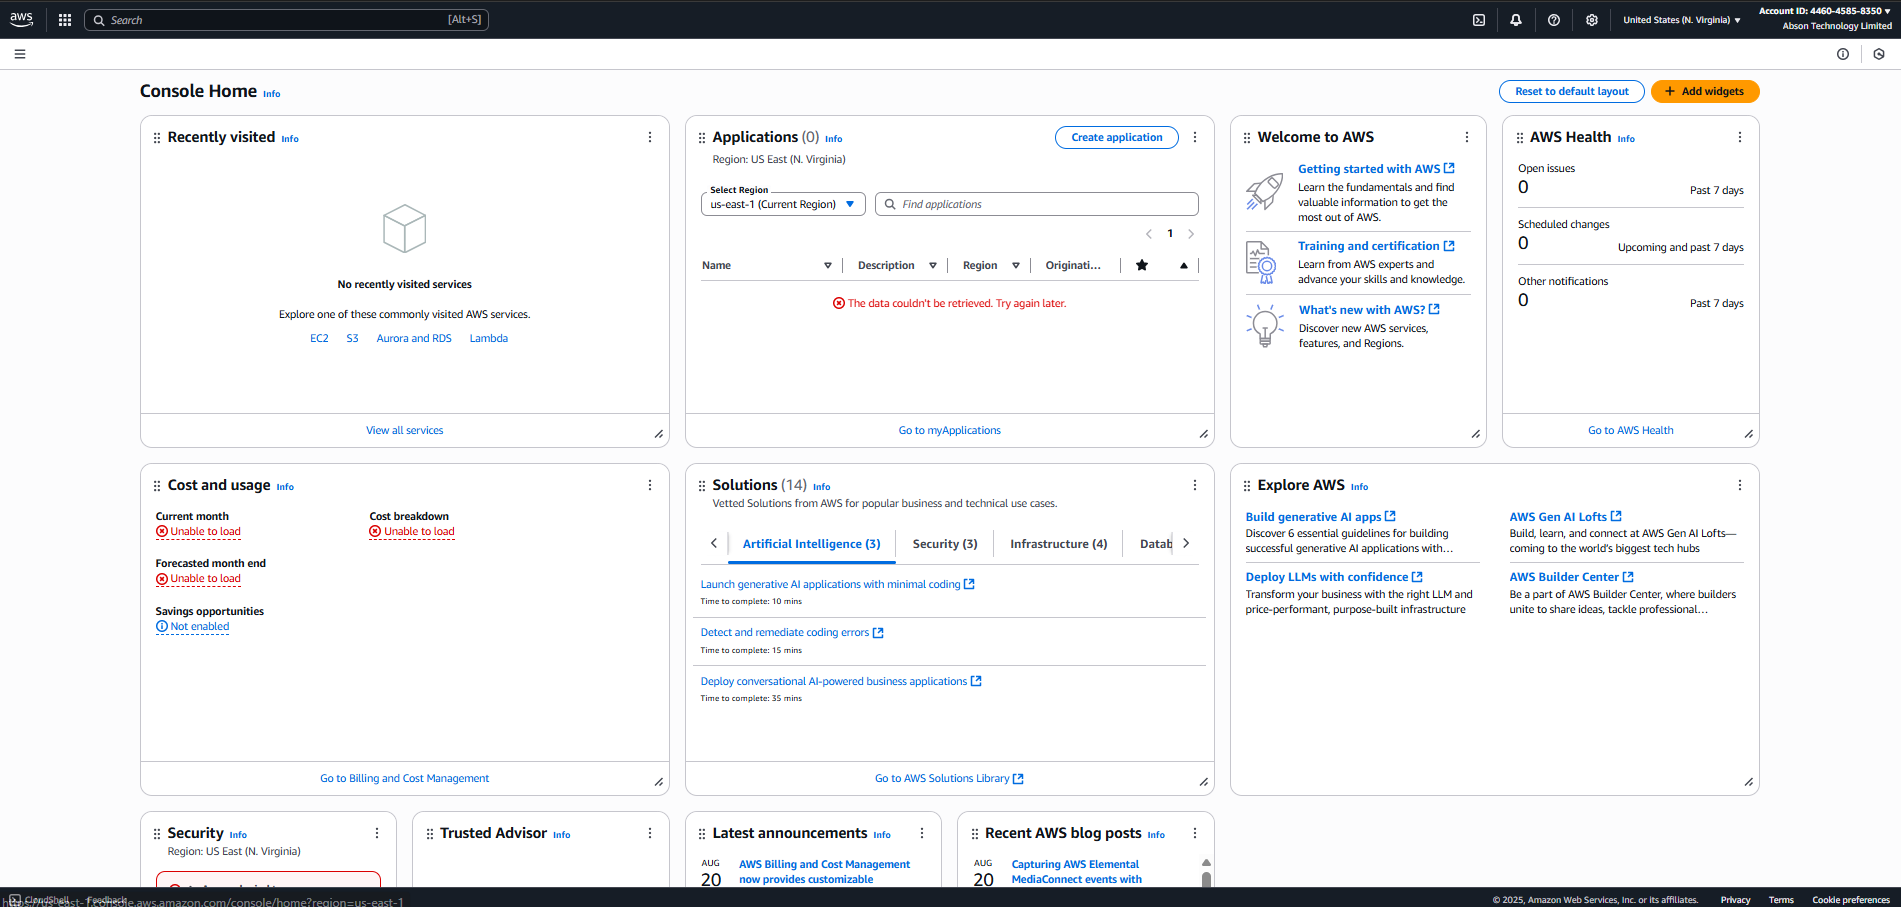 aws
Search
[Alt+S]
United States (N. Virginia)
Account ID: 4460-4585-8350
Abson Technology Limited
Console Home Info
Reset to default layout
Add widgets
Recently visited Info
No recently visited services
Explore one of these commonly visited AWS services.
EC2 S3 Aurora and RDS Lambda
View all services
Applications (0) Info
Create application
Region: US East (N. Virginia)
Select Region
us-east-1 (Current Region)
Find applications
1
Name Description Region Originati...
The data couldn't be retrieved. Try again later.
Go to myApplications
Welcome to AWS
Getting started with AWS
Learn the fundamentals and find
valuable information to get the
most out of AWS.
Training and certification
Learn from AWS experts and
advance your skills and knowledge.
What's new with AWS?
Discover new AWS services,
features, and Regions.
AWS Health Info
Open issues
0
Past 7 days
Scheduled changes
0
Upcoming and past 7 days
Other notifications
0
Past 7 days
Go to AWS Health
Cost and usage Info
Current month
Unable to load
Cost breakdown
Unable to load
Forecasted month end
Unable to load
Savings opportunities
Not enabled
Go to Billing and Cost Management
Solutions (14) Info
Vetted Solutions from AWS for popular business and technical use cases.
Artificial Intelligence (3) Security (3) Infrastructure (4) Datab
Launch generative AI applications with minimal coding
Time to complete: 10 mins
Detect and remediate coding errors
Time to complete: 15 mins
Deploy conversational AI-powered business applications
Time to complete: 35 mins
Go to AWS Solutions Library
Explore AWS Info
Build generative AI apps
Discover 6 essential guidelines for building
successful generative AI applications with...
AWS Gen AI Lofts
Build, learn, and connect at AWS Gen AI Lofts—
coming to the world's biggest tech hubs
Deploy LLMs with confidence
Transform your business with the right LLM and
price-performant, purpose-built infrastructure
AWS Builder Center
Be a part of AWS Builder Center, where builders
unite to share ideas, tackle professional...
Security Info
Region: US East (N. Virginia)
Trusted Advisor Info
Latest announcements Info
AUG
20
AWS Billing and Cost Management
now provides customizable
Recent AWS blog posts Info
AUG
20
Capturing AWS Elemental
MediaConnect events with
CloudShell Feedback
https://us-east-1.console.aws.amazon.com/console/home?region=us-east-1
© 2025, Amazon Web Services, Inc. or its affiliates.
Privacy Terms Cookie preferences